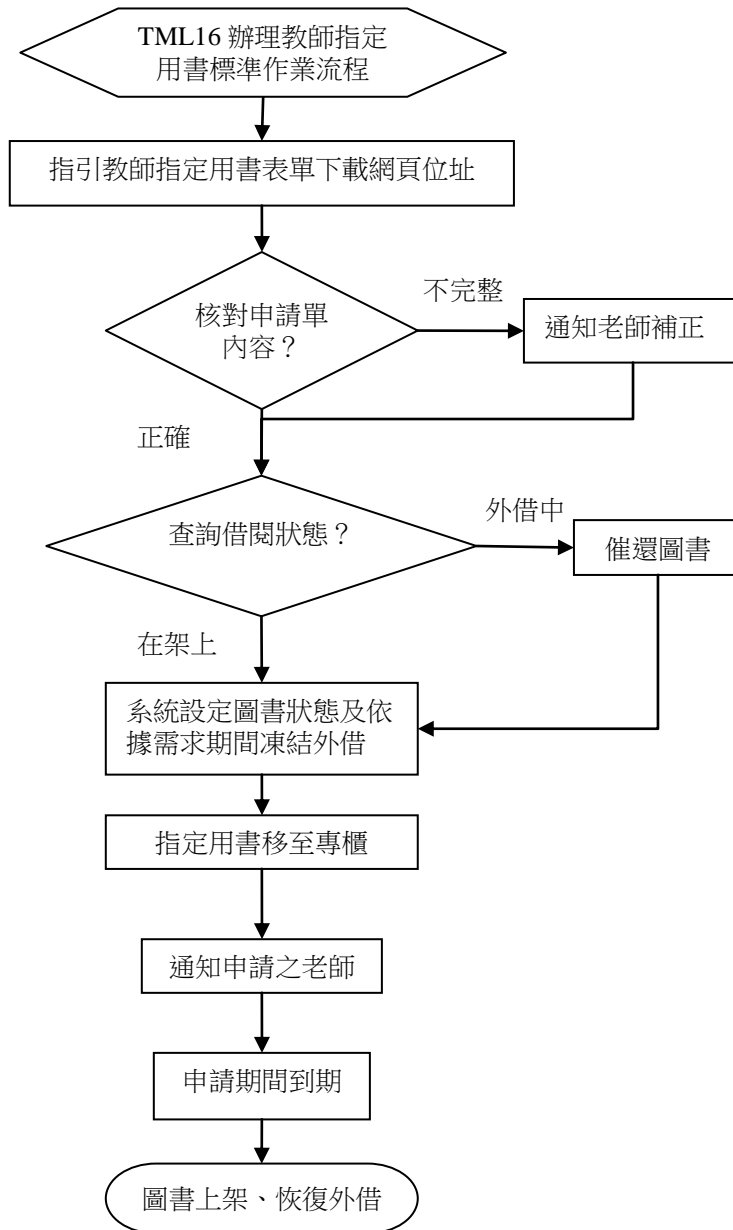 TML16 辦理教師指定
用書標準作業流程
指引教師指定用書表單下載網頁位址
核對申請單
內容？
不完整
通知老師補正
正確
查詢借閱狀態？
外借中
催還圖書
在架上
系統設定圖書狀態及依
據需求期間凍結外借
指定用書移至專櫃
通知申請之老師
申請期間到期
圖書上架、恢復外借